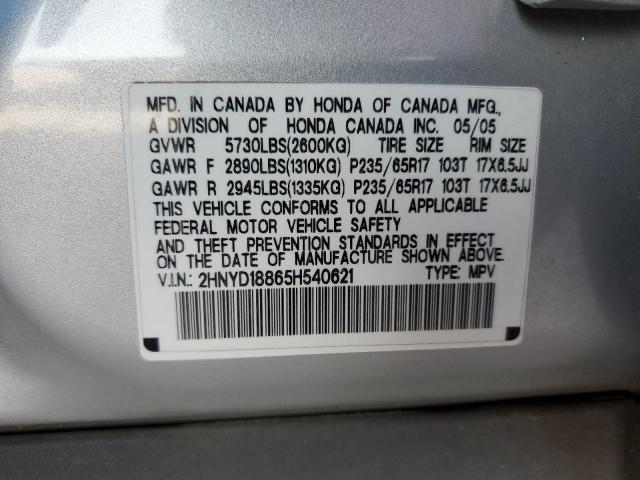 MFD. IN CANADA BY HONDA OF CANADA MFG.,
A DIVISION OF HONDA CANADA INC. 05/05
GVWR 5730LBS(2600KG) TIRE SIZE RIM SIZE
GAWR F 2890LBS(1310KG) P235/65R17 103T 17X6.5JJ
GAWR R 2945LBS(1335KG) P235/65R17 103T 17X6.5JJ
THIS VEHICLE CONFORMS TO ALL APPLICABLE
FEDERAL MOTOR VEHICLE SAFETY
AND THEFT PREVENTION STANDARDS IN EFFECT
ON THE DATE OF MANUFACTURE SHOWN ABOVE.
V.I.N.: 2HNYD18865H540621 TYPE: MPV